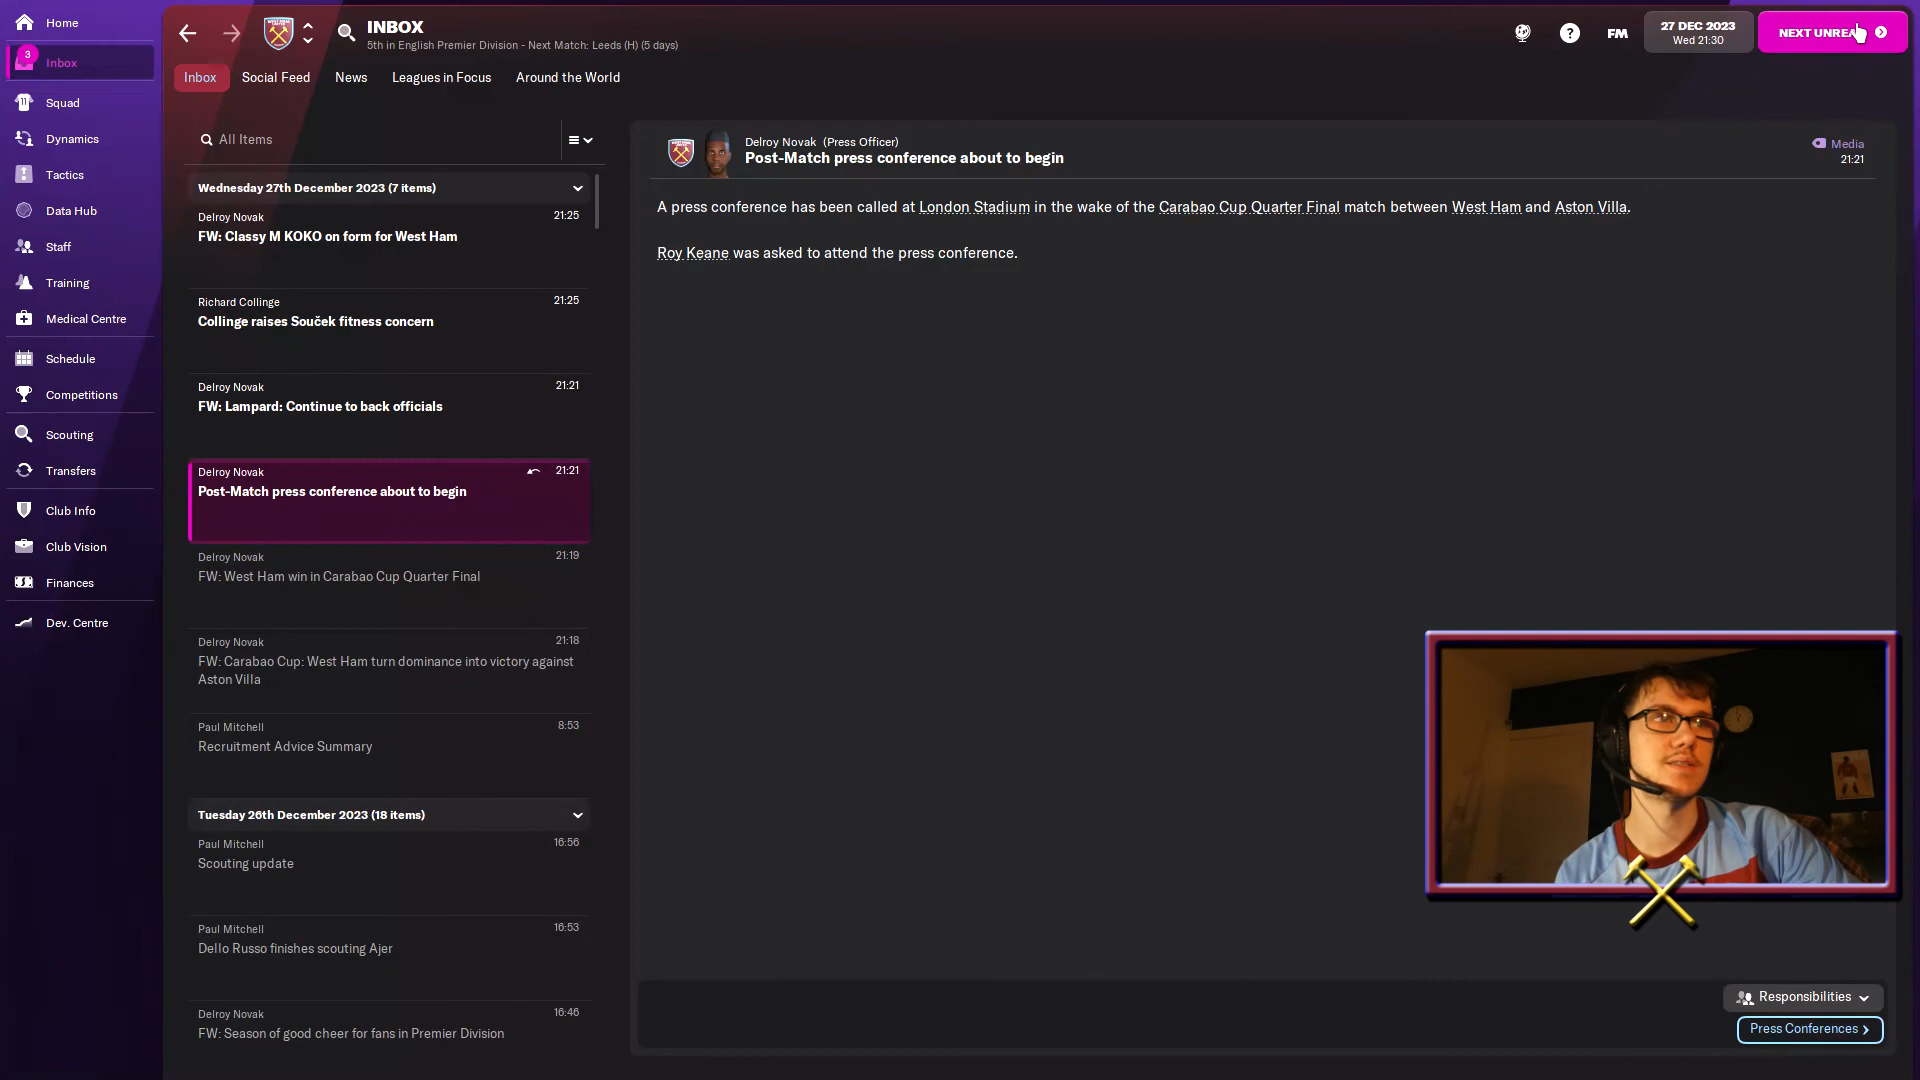 Home
3
Inbox
Squad
Dynamics
Tactics
Data Hub
Staff
Training
Medical Centre
Schedule
Competitions
Scouting
Transfers
Club Info
Club Vision
Finances
Dev. Centre
INBOX
5th in English Premier Division - Next Match: Leeds (H) (5 days)
FM
27 DEC 2023
Wed 21:30
NEXT UNREA
Inbox
Social Feed
News
Leagues in Focus
Around the World
All Items
Wednesday 27th December 2023 (7 items)
Delroy Novak
21:25
FW: Classy M KOKO on form for West Ham
Richard Collinge
21:25
Collinge raises Souček fitness concern
Delroy Novak
21:21
FW: Lampard: Continue to back officials
Delroy Novak
21:21
Post-Match press conference about to begin
Delroy Novak
21:19
FW: West Ham win in Carabao Cup Quarter Final
Delroy Novak
21:18
FW: Carabao Cup: West Ham turn dominance into victory against
Aston Villa
Paul Mitchell
8:53
Recruitment Advice Summary
Tuesday 26th December 2023 (18 items)
Paul Mitchell
16:56
Scouting update
Paul Mitchell
16:53
Dello Russo finishes scouting Ajer
Delroy Novak
16:46
FW: Season of good cheer for fans in Premier Division
Delroy Novak (Press Officer)
Post-Match press conference about to begin
Media
21:21
A press conference has been called at London Stadium in the wake of the Carabao Cup Quarter Final match between West Ham and Aston Villa.
Roy Keane was asked to attend the press conference.
Responsibilities
Press Conferences